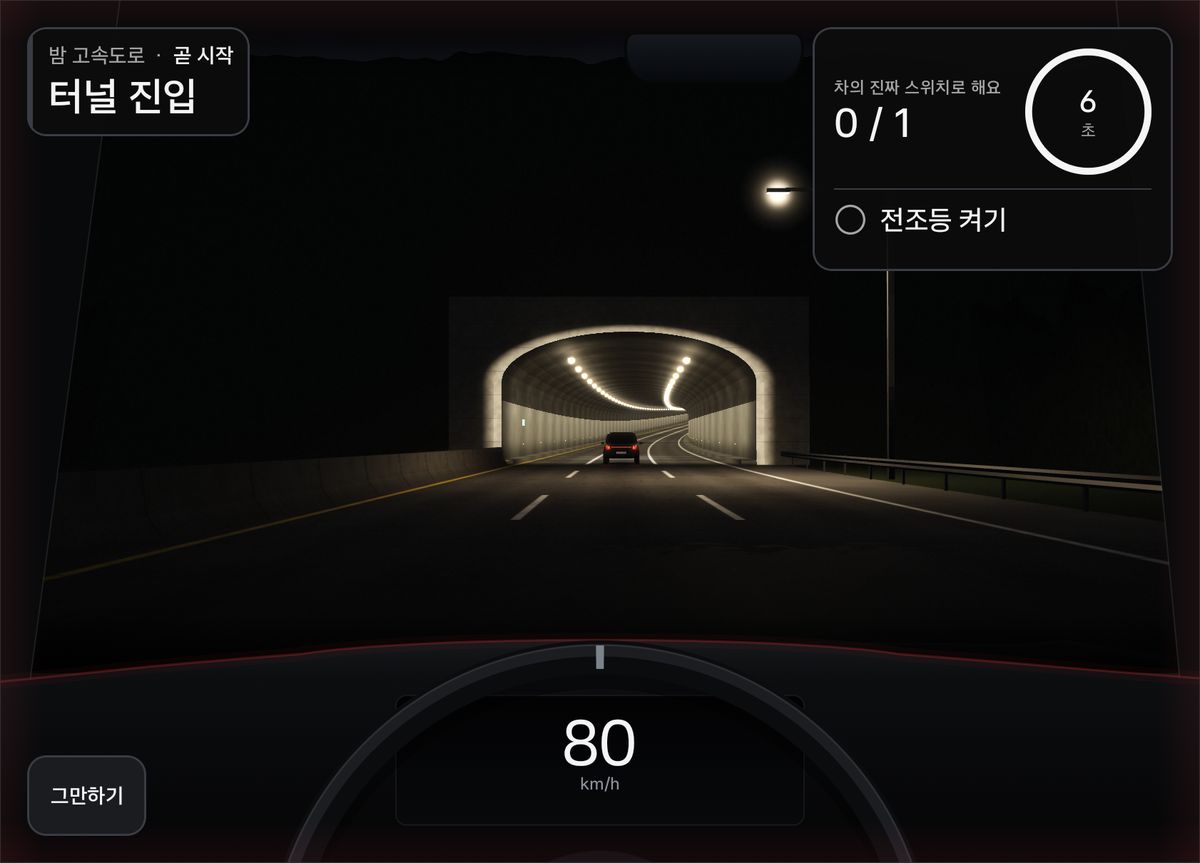 밤 고속도로 · 곧 시작
터널 진입
차의 진짜 스위치로 해요
0 / 1
6
초
전조등 켜기
80
km/h
그만하기